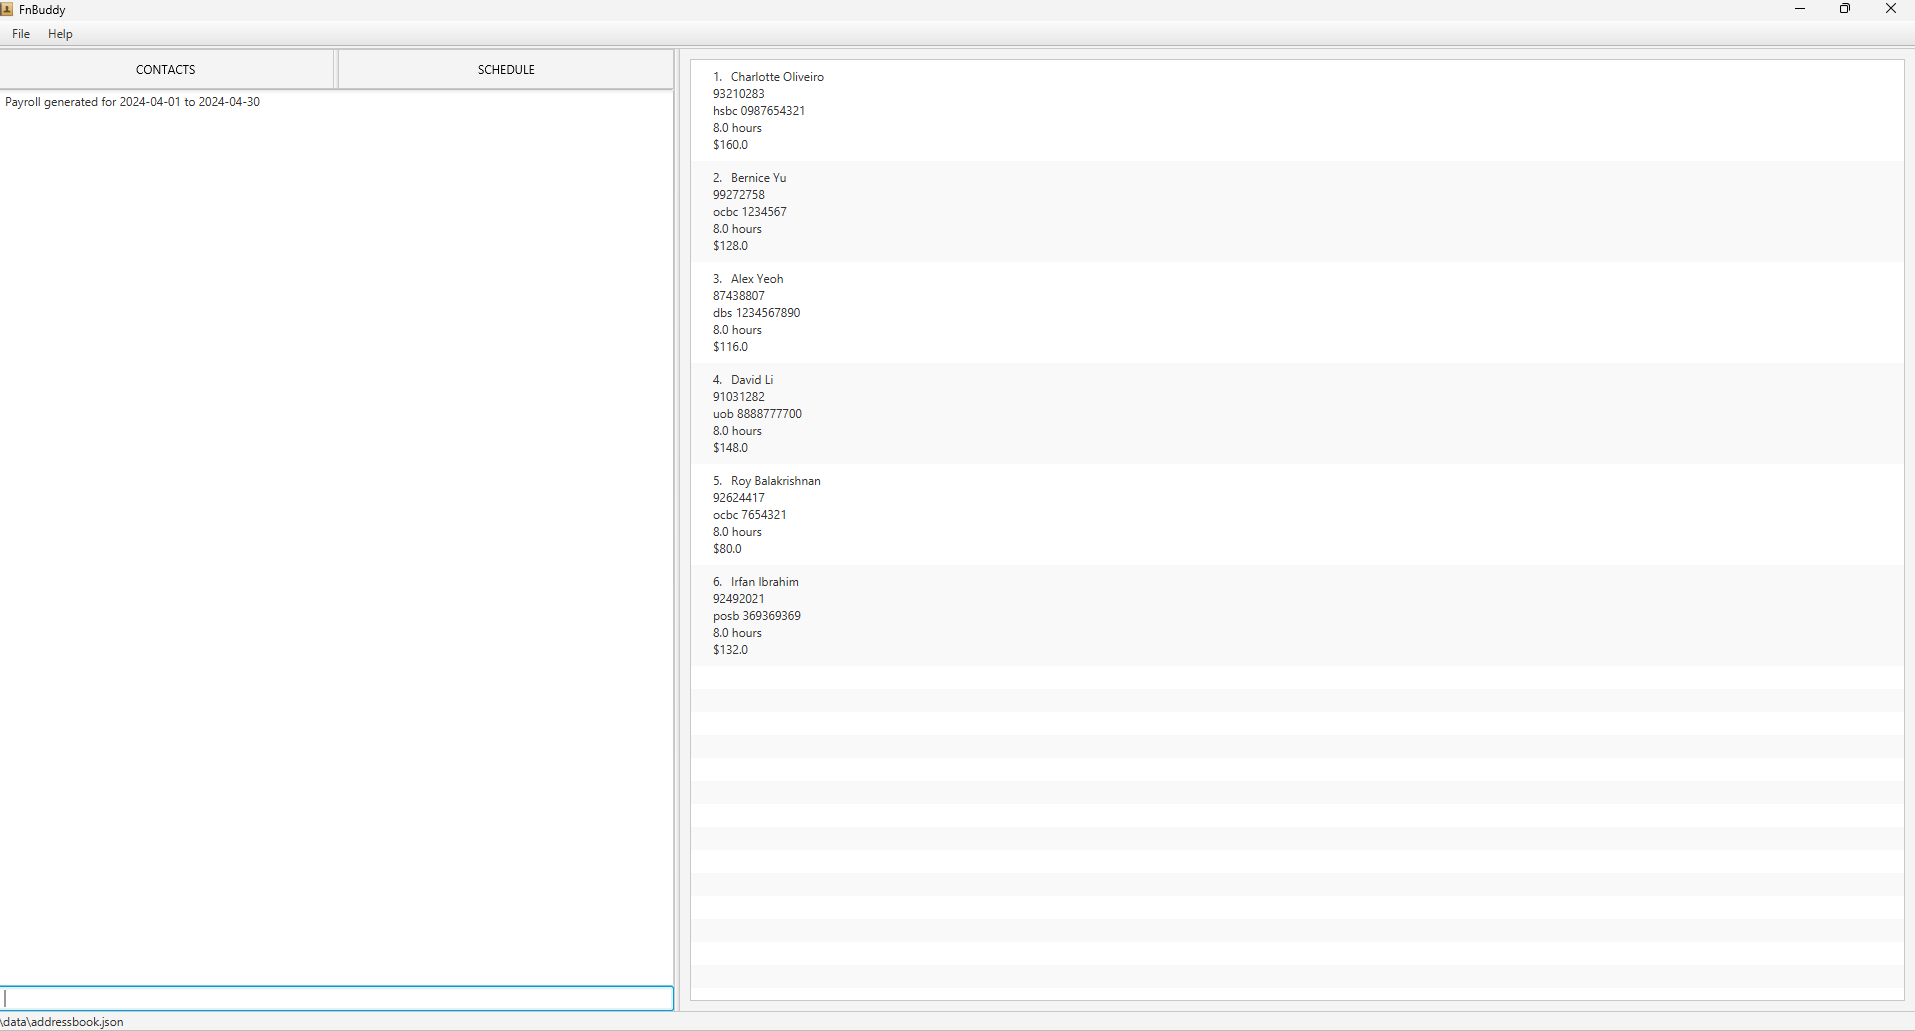 FnBuddy
File Help
CONTACTS SCHEDULE
Payroll generated for 2024-04-01 to 2024-04-30
1. Charlotte Oliveiro
93210283
hsbc 0987654321
8.0 hours
$160.0
2. Bernice Yu
99272758
ocbc 1234567
8.0 hours
$128.0
3. Alex Yeoh
87438807
dbs 1234567890
8.0 hours
$116.0
4. David Li
91031282
uob 8888777700
8.0 hours
$148.0
5. Roy Balakrishnan
92624417
ocbc 7654321
8.0 hours
$80.0
6. Irfan Ibrahim
92492021
posb 369369369
8.0 hours
$132.0
\data\addressbook.json